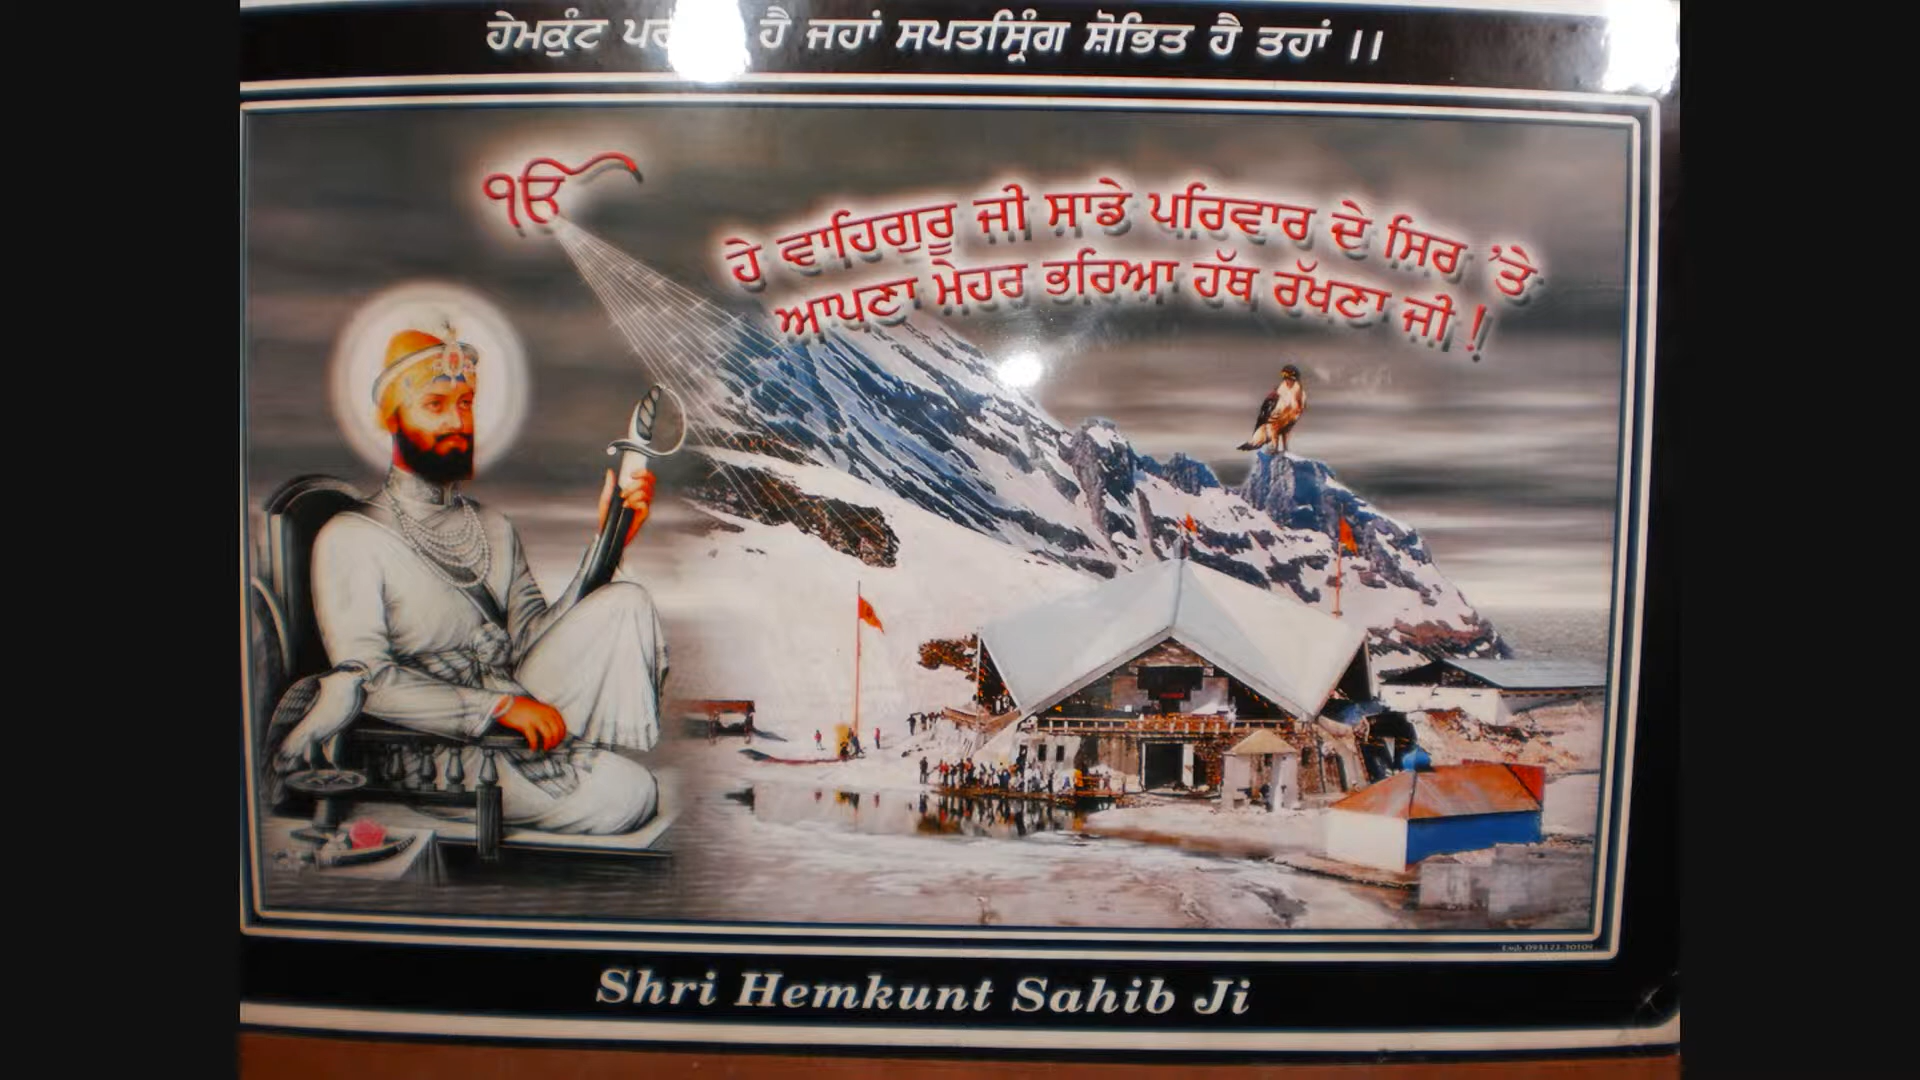 ਹੇਮਕੁੰਟ ਹੈ ਜਹਾਂ ਸਪਤਸ੍ਰਿੰਗ ਸ਼ੋਭਿਤ ਹੈ ਤਹਾਂ ।।
ੴ
ਹੇ ਵਾਹਿਗੁਰੂ ਜੀ ਸਾਡੇ ਪਰਿਵਾਰ ਦੇ ਸਿਰ 'ਤੇ
ਆਪਣਾ ਮੇਹਰ ਭਰਿਆ ਹੱਥ ਰੱਖਣਾ ਜੀ !
Shri Hemkunt Sahib Ji